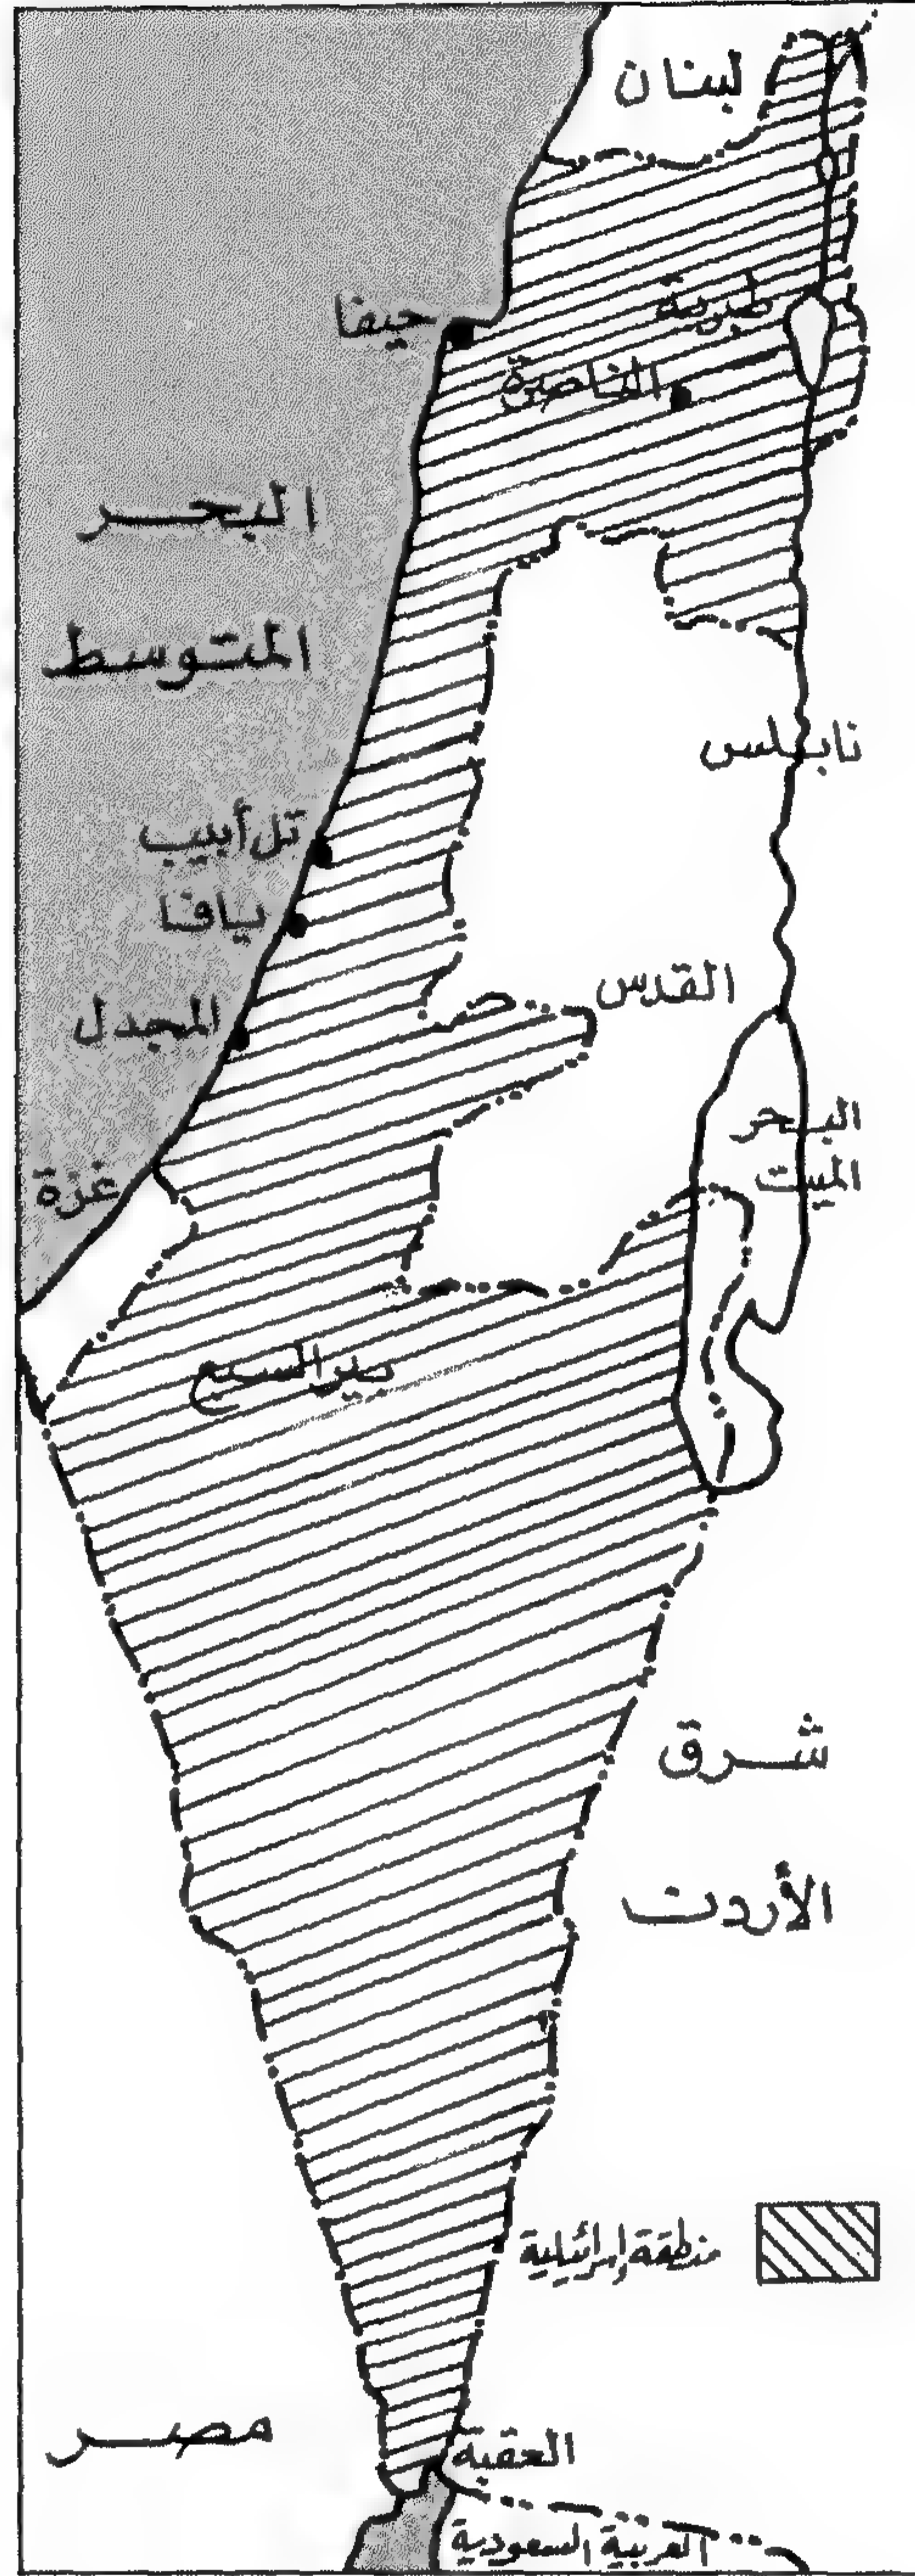 لبنان
حيفا
طبرية
الناصرة
البحر
المتوسط
نابلس
تل أبيب
يافا
القدس
المجدل
البحر
الميت
غزة
بير السبع
شرق
الأردن
منطقة إسرائيلية
مصر
العقبة
العربية السعودية